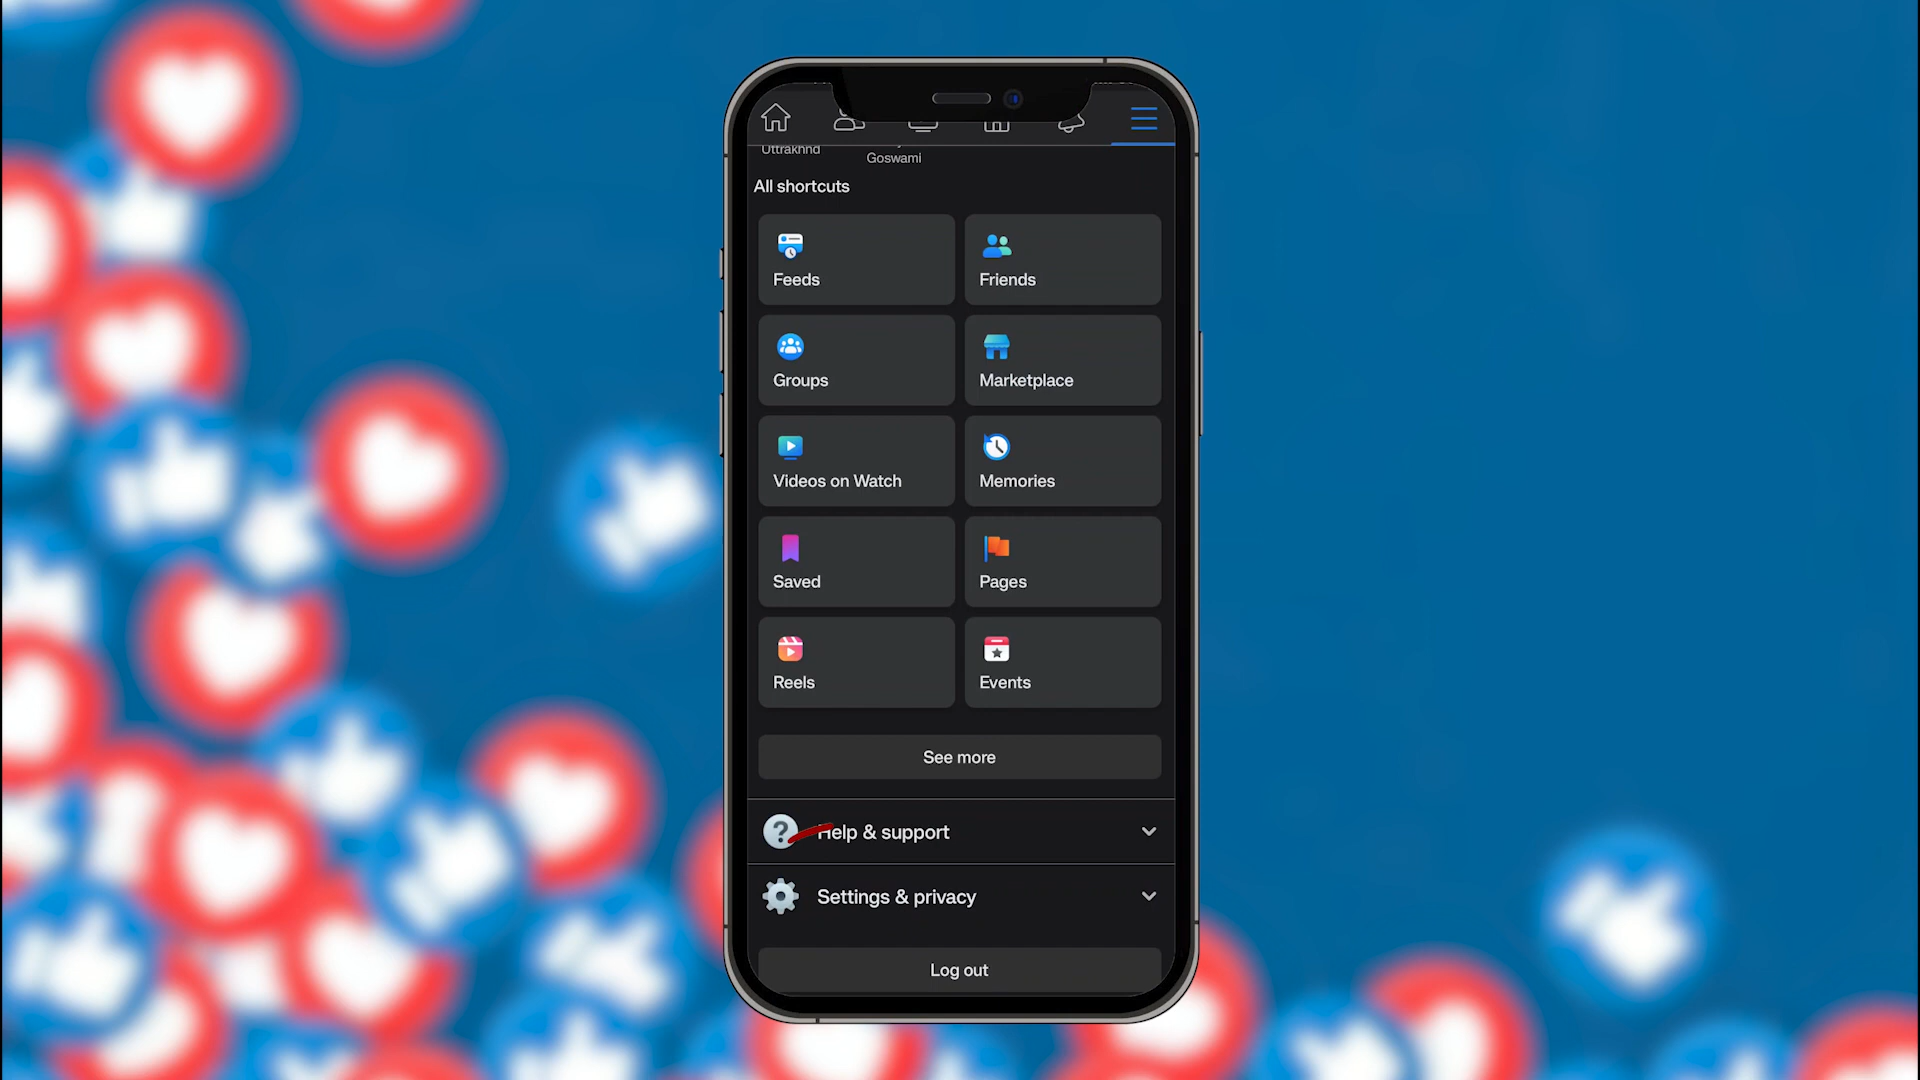 Uttrakhnd
Goswami
All shortcuts
Feeds
Friends
Groups
Marketplace
Videos on Watch
Memories
Saved
Pages
Reels
Events
See more
Help & support
Settings & privacy
Log out